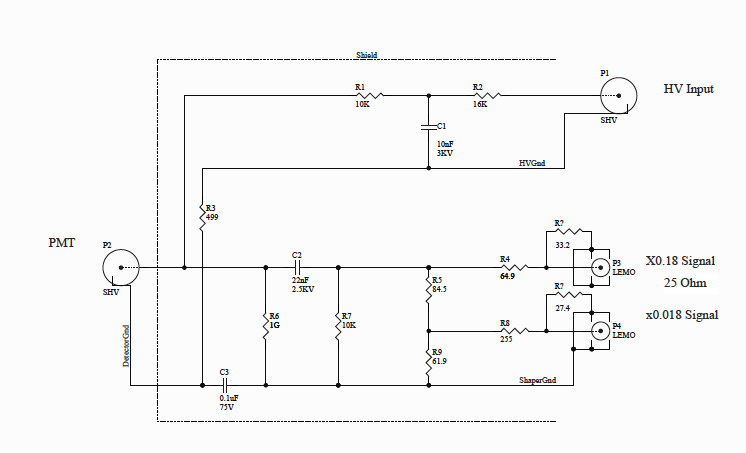 Shield
P1
HV Input
SHV
R1
10K
R2
16K
C1
10nF
3KV
HVGnd
R3
499
PMT
P2
SHV
DetectorGnd
C2
22nF
2.5KV
R6
1G
R7
10K
R5
84.5
R4
64.9
R?
33.2
P3
LEMO
X0.18 Signal
25 Ohm
R?
27.4
R8
255
P4
LEMO
x0.018 Signal
R9
61.9
C3
0.1uF
75V
ShaperGnd